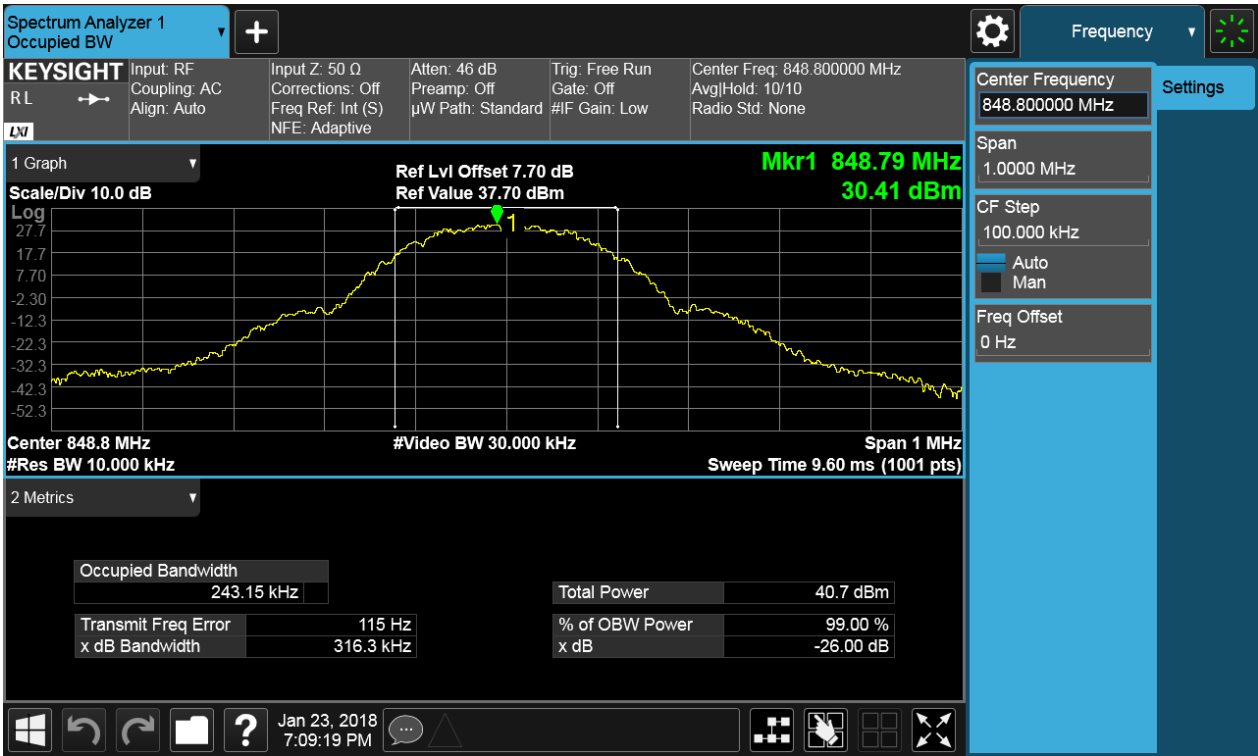 Spectrum Analyzer 1
Occupied BW
+
Frequency
KEYSIGHT
RL
LXI
Input: RF
Coupling: AC
Align: Auto
Input Z: 50 Ω
Corrections: Off
Freq Ref: Int (S)
NFE: Adaptive
Atten: 46 dB
Preamp: Off
µW Path: Standard
Trig: Free Run
Gate: Off
#IF Gain: Low
Center Freq: 848.800000 MHz
Avg|Hold: 10/10
Radio Std: None
Center Frequency
848.800000 MHz
Settings
Span
1.0000 MHz
CF Step
100.000 kHz
Auto
Man
Freq Offset
0 Hz
1 Graph
Scale/Div 10.0 dB
Ref Lvl Offset 7.70 dB
Ref Value 37.70 dBm
Mkr1 848.79 MHz
30.41 dBm
Log
27.7
17.7
7.70
-2.30
-12.3
-22.3
-32.3
-42.3
-52.3
1
Center 848.8 MHz
#Video BW 30.000 kHz
Span 1 MHz
#Res BW 10.000 kHz
Sweep Time 9.60 ms (1001 pts)
2 Metrics
Occupied Bandwidth
243.15 kHz
Total Power 40.7 dBm
Transmit Freq Error 115 Hz
% of OBW Power 99.00 %
x dB Bandwidth 316.3 kHz
x dB -26.00 dB
?
Jan 23, 2018
7:09:19 PM